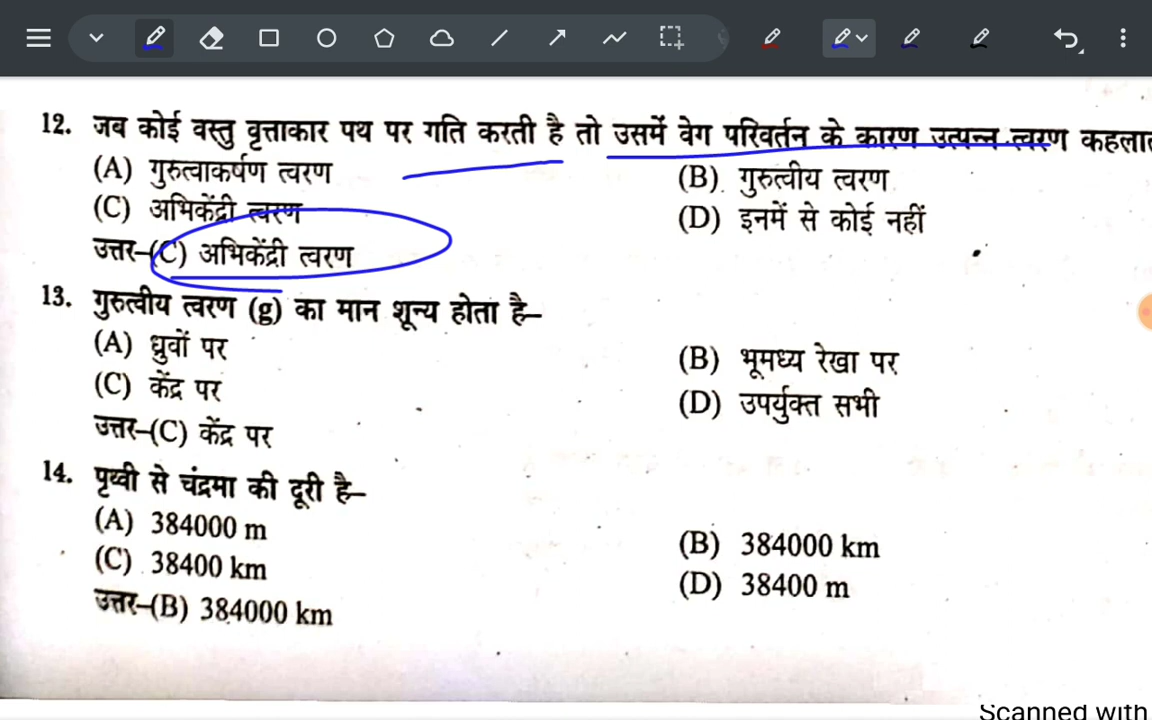 12. जब कोई वस्तु वृत्ताकार पथ पर गति करती है तो उसमें वेग परिवर्तन के कारण उत्पन्न त्वरण
(A) गुरुत्वाकर्षण त्वरण (B) गुरुत्वीय त्वरण
(C) अभिकेंद्री त्वरण (D) इनमें से कोई नहीं
उत्तर–(C) अभिकेंद्री त्वरण
13. गुरुत्वीय त्वरण (g) का मान शून्य होता है–
(A) ध्रुवों पर (B) भूमध्य रेखा पर
(C) केंद्र पर (D) उपर्युक्त सभी
उत्तर–(C) केंद्र पर
14. पृथ्वी से चंद्रमा की दूरी है–
(A) 384000 m (B) 384000 km
(C) 38400 km (D) 38400 m
उत्तर–(B) 384000 km
Scanned with